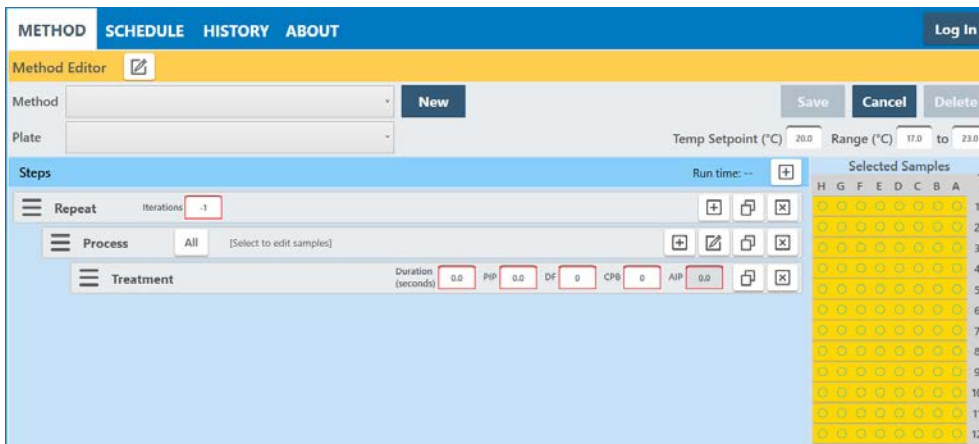 METHOD SCHEDULE HISTORY ABOUT Log In
Method Editor
Method New Save Cancel Delete
Plate Temp Setpoint (°C) 20.0 Range (°C) 17.0 to 23.0
Steps Run time: -- Selected Samples
H G F E D C B A
Repeat Iterations -1
Process All [Select to edit samples]
Treatment Duration (seconds) 0.0 PIP 0.0 DF 0 CPB 0 AIP 0.0
1
2
3
4
5
6
7
8
9
10
11
12